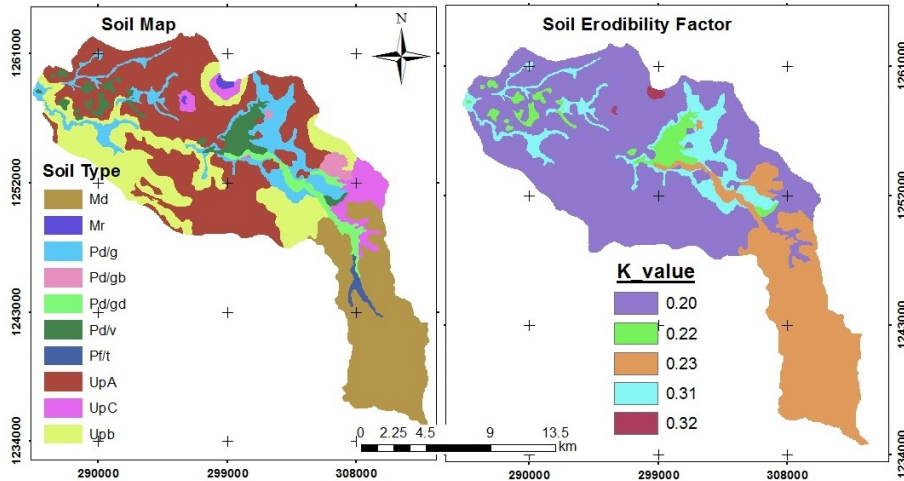 Soil Map
N
Soil Erodibility Factor
1261000
1252000
1243000
1234000
Soil Type
Md
Mr
Pd/g
Pd/gb
Pd/gd
Pd/v
Pf/t
UpA
UpC
Upb
K_value
0.20
0.22
0.23
0.31
0.32
1261000
1252000
1243000
1234000
0 2.25 4.5 9 13.5
km
290000 299000 308000
290000 299000 308000